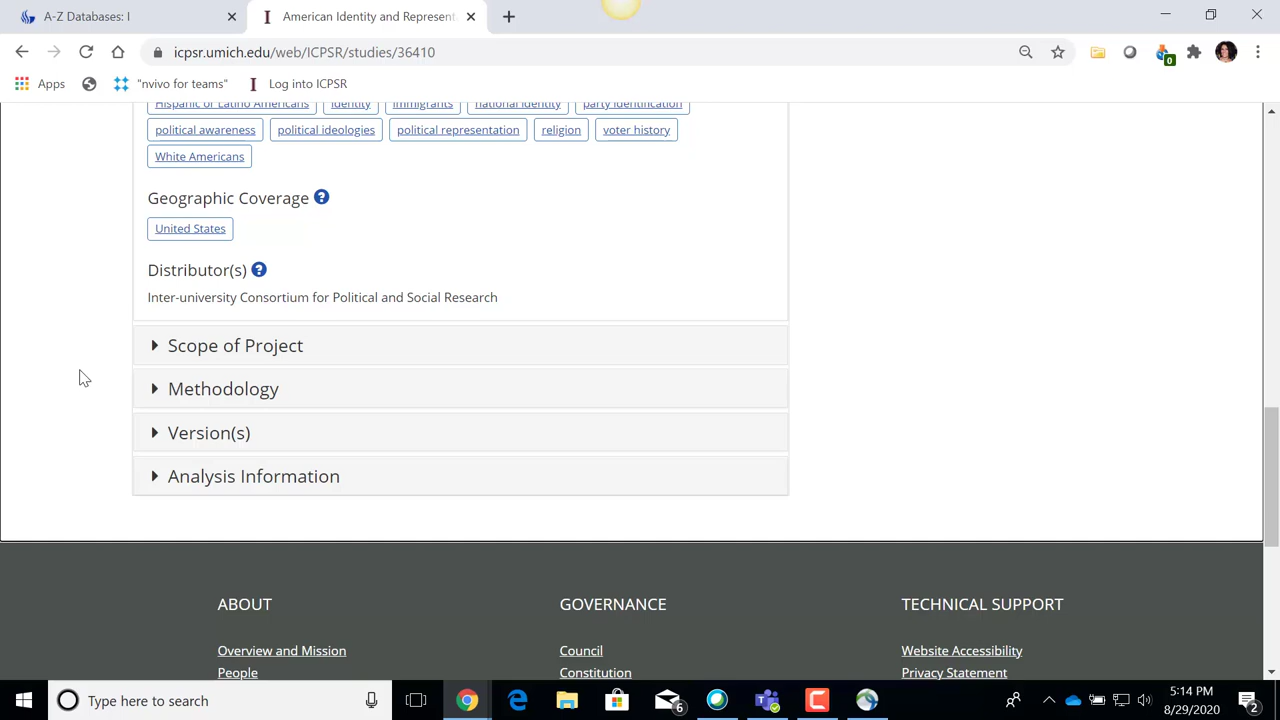 A-Z Databases: I
American Identity and Represent
icpsr.umich.edu/web/ICPSR/studies/36410
0
Apps
"nvivo for teams"
Log into ICPSR
Hispanic or Latino Americans identity immigrants national identity party identification
political awareness political ideologies political representation religion voter history
White Americans
Geographic Coverage ?
United States
Distributor(s) ?
Inter-university Consortium for Political and Social Research
Scope of Project
Methodology
Version(s)
Analysis Information
ABOUT GOVERNANCE TECHNICAL SUPPORT
Overview and Mission Council Website Accessibility
People Constitution Privacy Statement
Type here to search
6
5:14 PM
8/29/2020
2